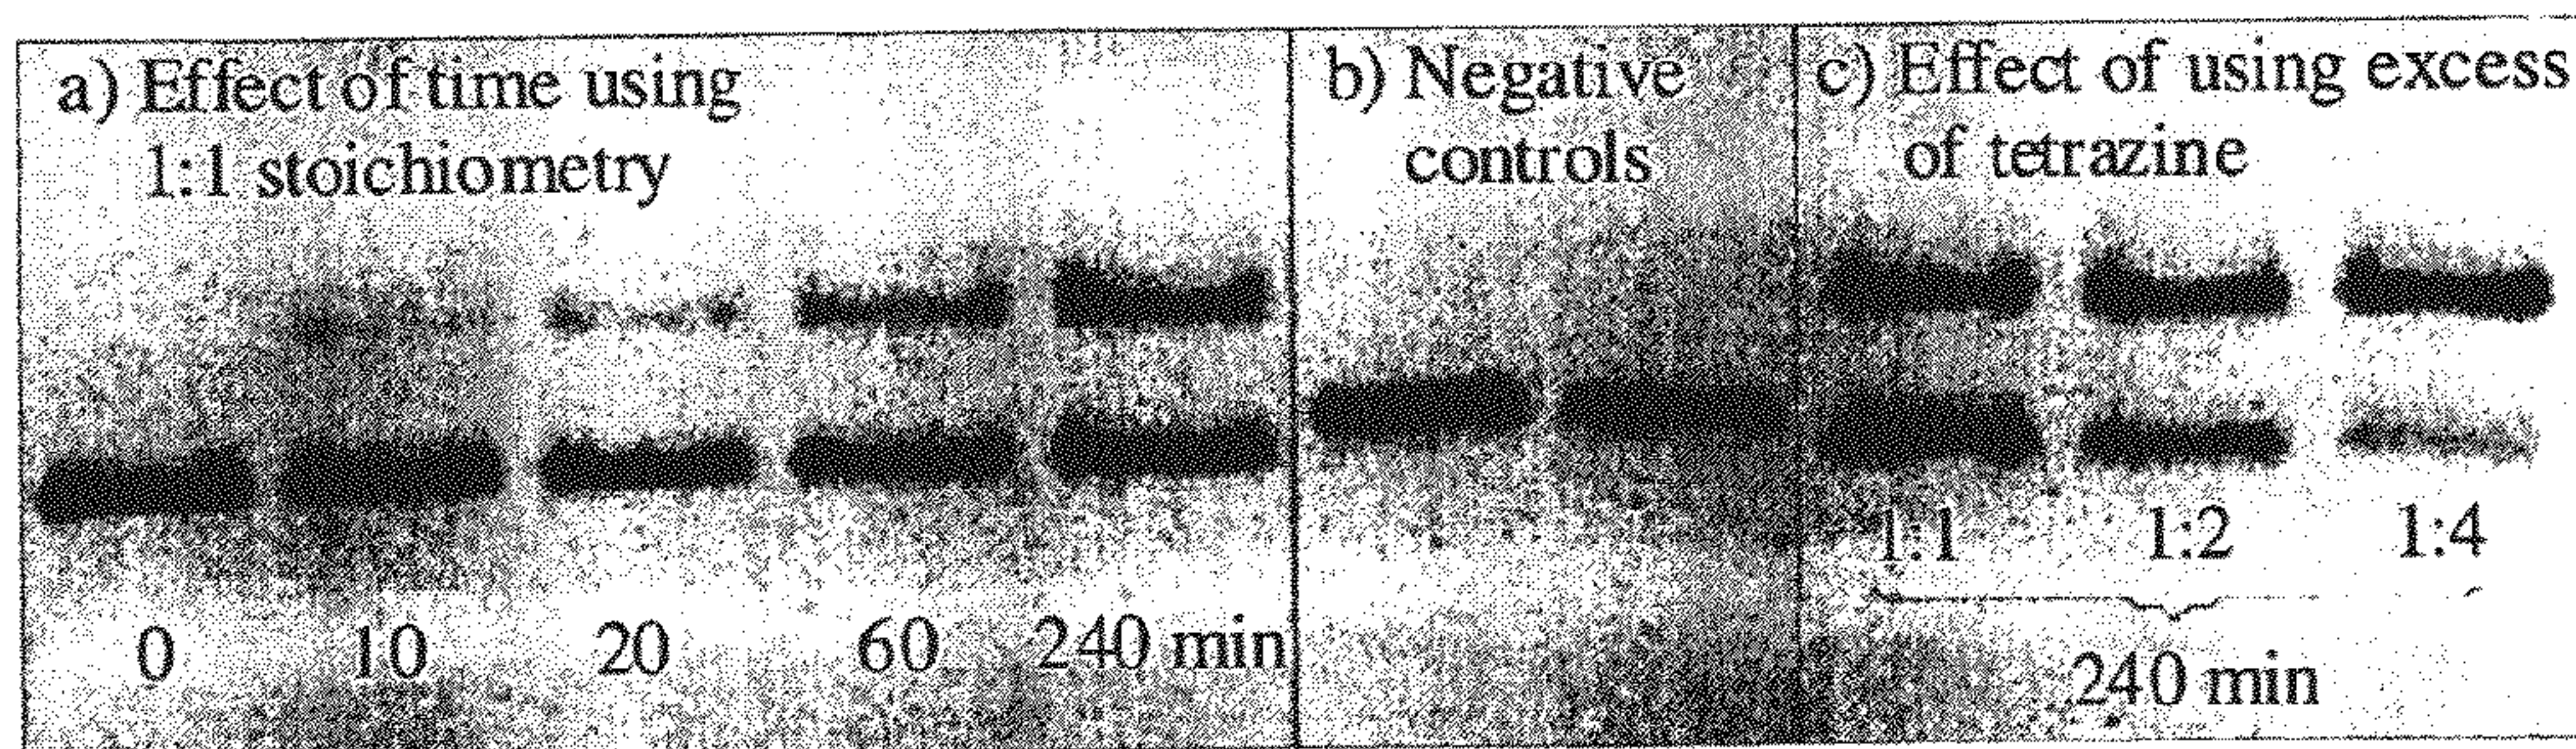 a) Effect of time using
1:1 stoichiometry
b) Negative
controls
c) Effect of using excess
of tetrazine
1:1 1:2 1:4
0 10 20 60 240 min
240 min